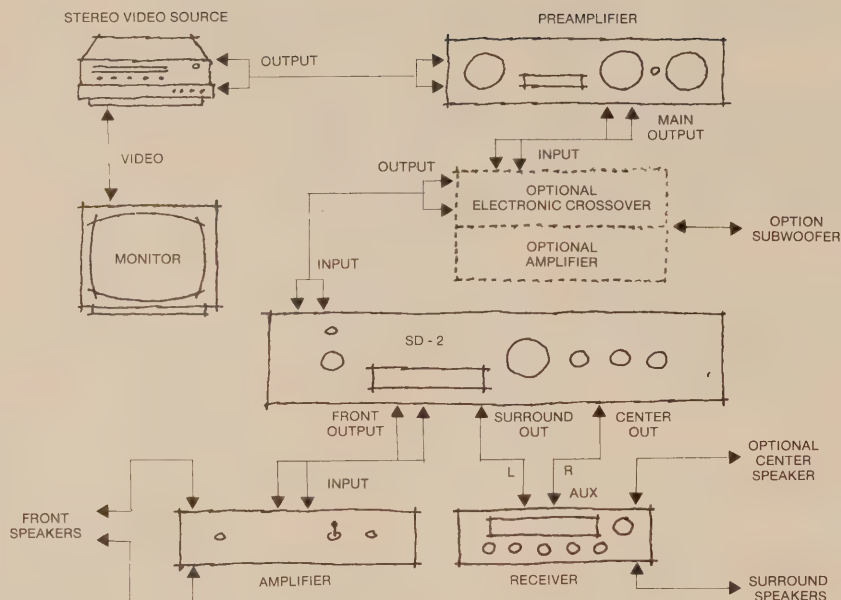 STEREO VIDEO SOURCE
PREAMPLIFIER
OUTPUT
MAIN
OUTPUT
VIDEO
OUTPUT
INPUT
OPTIONAL
ELECTRONIC CROSSOVER
OPTION
SUBWOOFER
OPTIONAL
AMPLIFIER
MONITOR
INPUT
SD - 2
FRONT
OUTPUT
SURROUND
OUT
CENTER
OUT
OPTIONAL
CENTER
SPEAKER
L
R
INPUT
AUX
FRONT
SPEAKERS
AMPLIFIER
RECEIVER
SURROUND
SPEAKERS